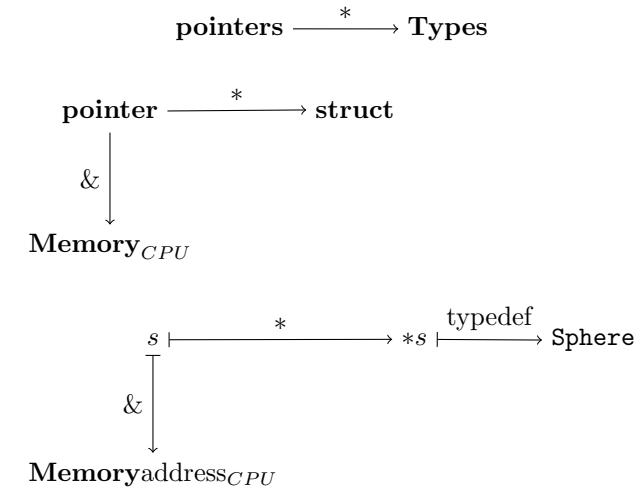 *
pointers Types
*
pointer struct
&
Memory_CPU
* typedef
s *s Sphere
&
Memoryaddress_CPU